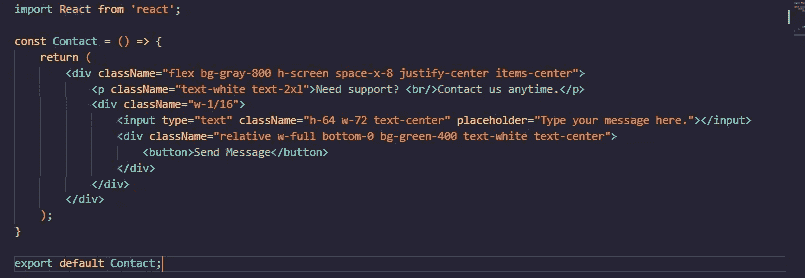 import React from 'react';
const Contact = () => {
return (
<div className="flex bg-gray-800 h-screen space-x-8 justify-center items-center">
<p className="text-white text-2xl">Need support? <br/>Contact us anytime.</p>
<div className="w-1/16">
<input type="text" className="h-64 w-72 text-center" placeholder="Type your message here."></input>
<div className="relative w-full bottom-0 bg-green-400 text-white text-center">
<button>Send Message</button>
</div>
</div>
</div>
);
}
export default Contact;